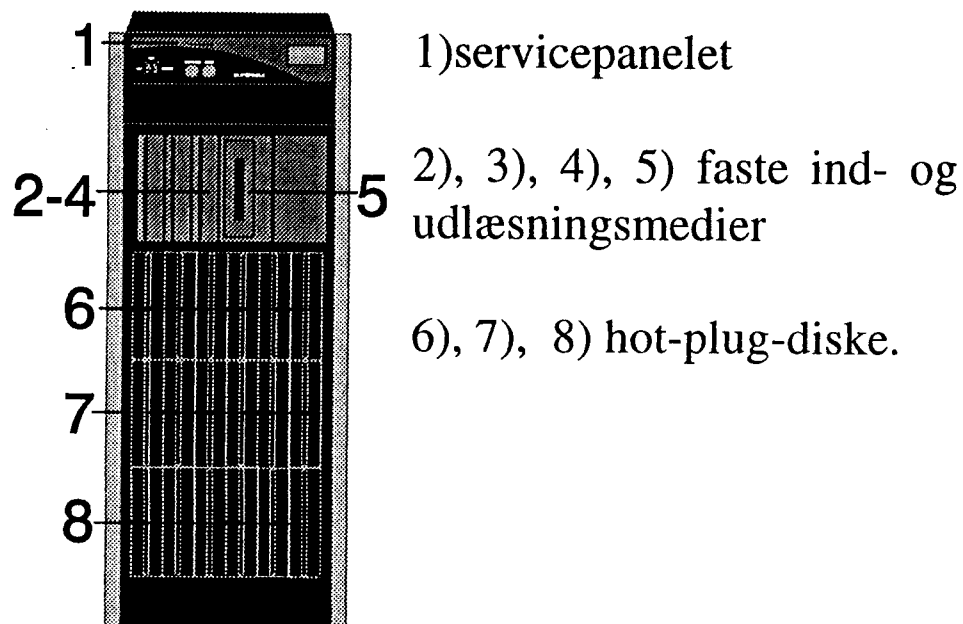 1
1)servicepanelet
2), 3), 4), 5) faste ind- og
2-4
5
udlæsningsmedier
6
6), 7), 8) hot-plug-diske.
7
8